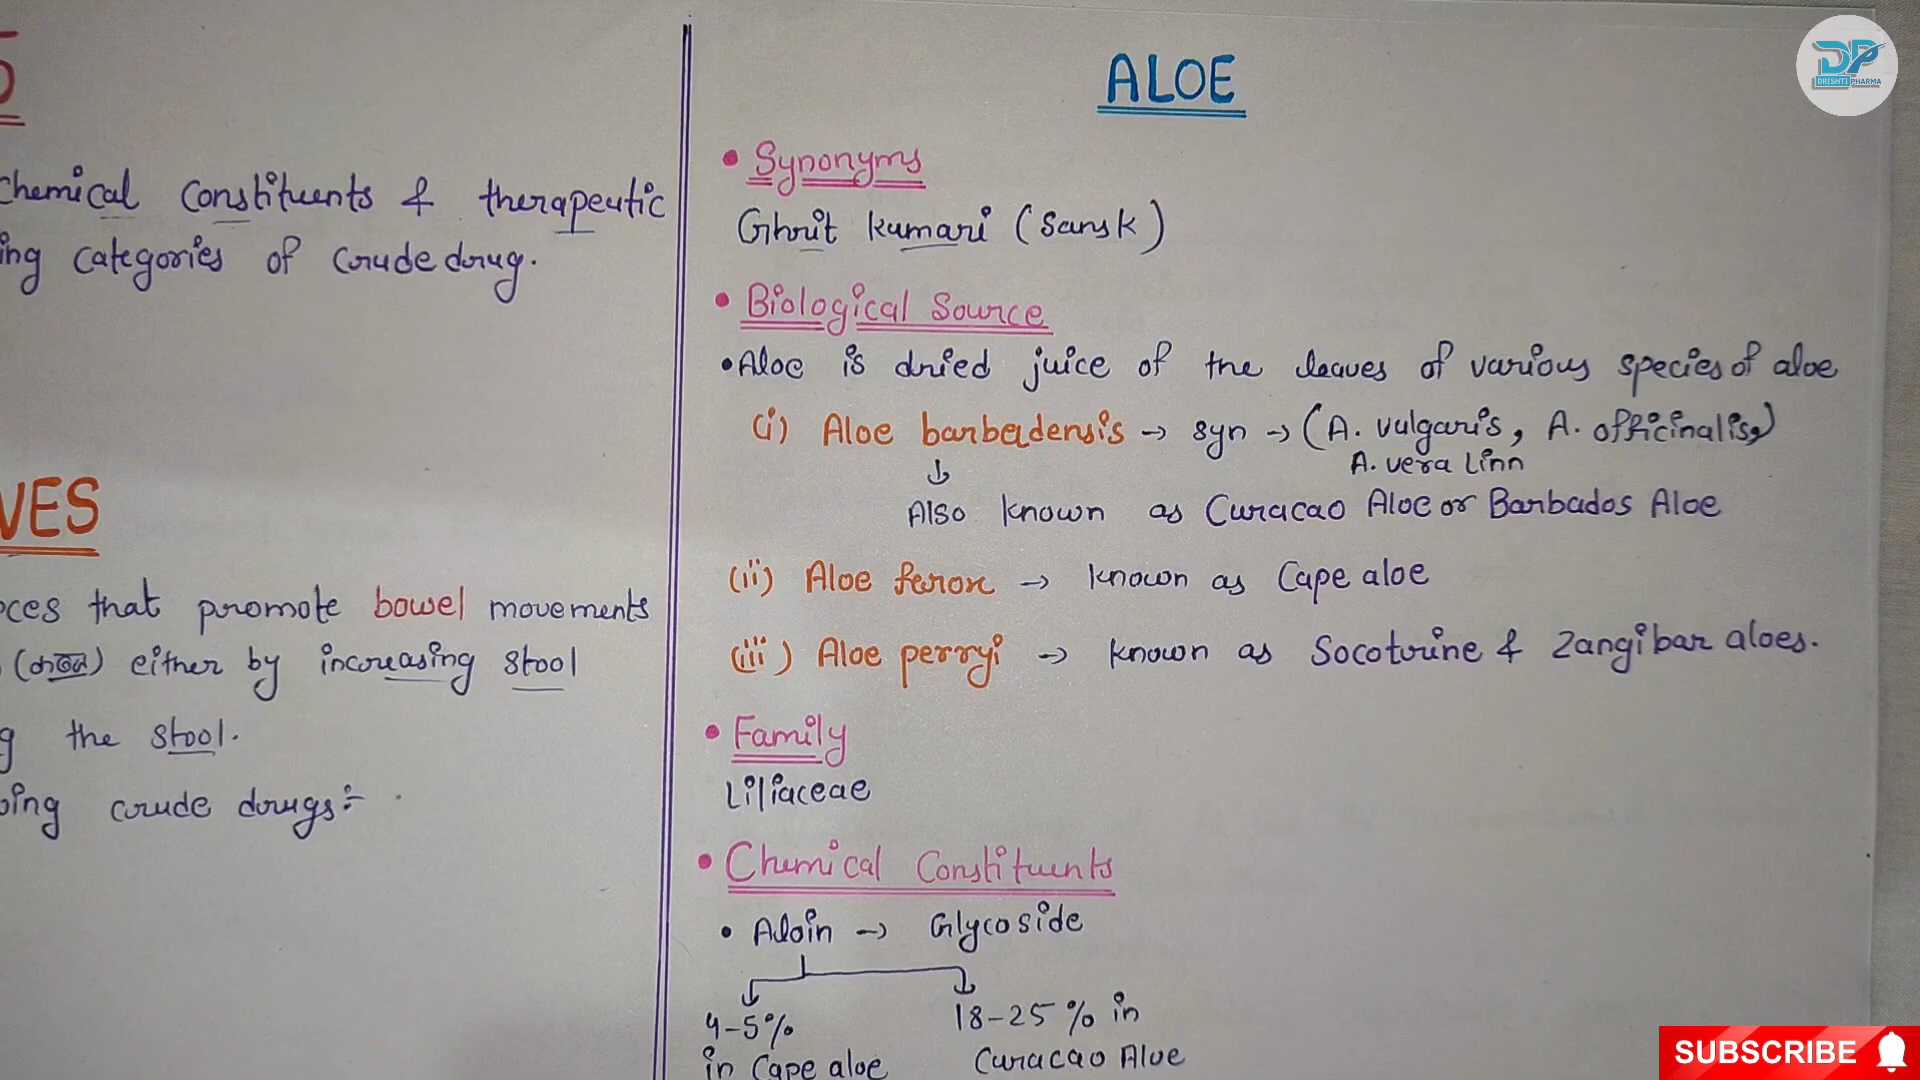 Chemical Constituents & therapeutic
ing categories of crude drug.
VES
ces that promote bowel movements
either by increasing stool
g the stool.
ing crude drugs:-
ALOE
• Synonyms
Ghrit kumari (Sansk)
• Biological Source
• Aloe is dried juice of the leaves of various species of aloe
(i) Aloe barbadensis → syn → (A. vulgaris, A. officinalis,)
A. vera Linn
↓
Also known as Curacao Aloe or Barbados Aloe
(ii) Aloe ferox → known as Cape aloe
(iii) Aloe perryi → known as Socotrine & Zangibar aloes.
• Family
Liliaceae
• Chemical Constituents
• Aloin → Glycoside
4-5% 18-25% in
in Cape aloe Curacao Aloe
DP
DRISHTI PHARMA
SUBSCRIBE